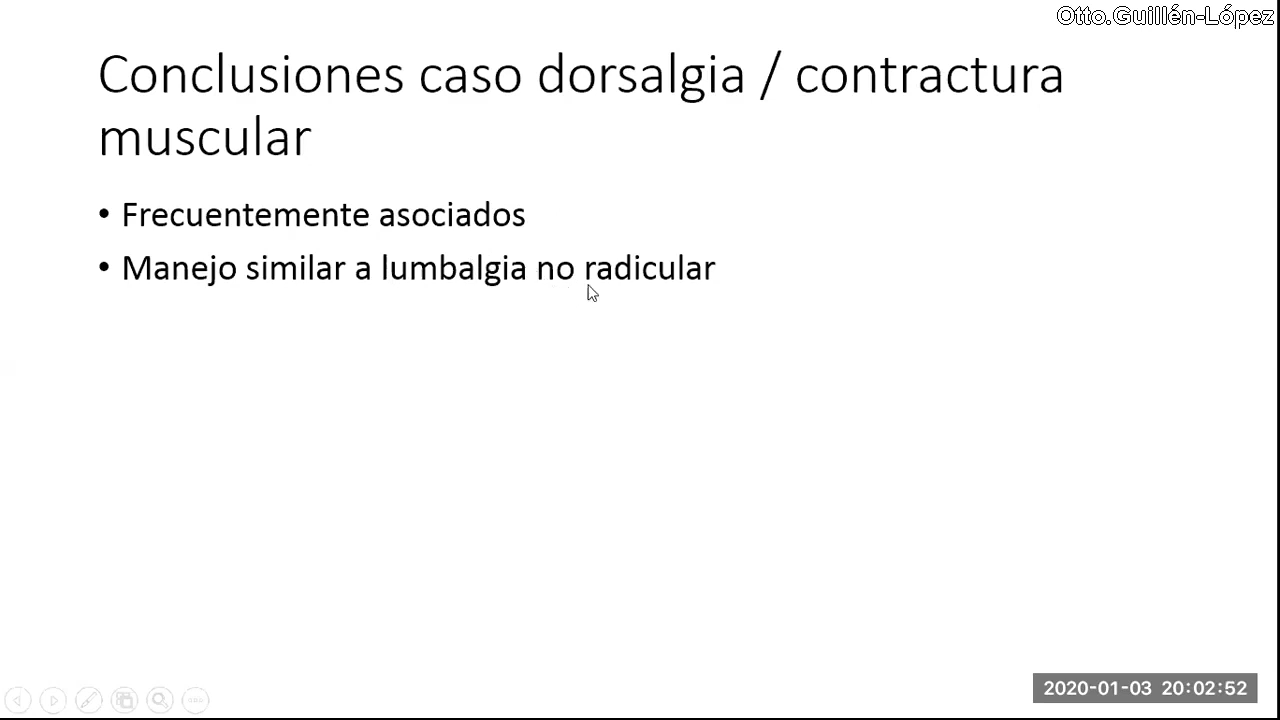 Otto.Guillén-López
Conclusiones caso dorsalgia / contractura
muscular
• Frecuentemente asociados
• Manejo similar a lumbalgia no radicular
2020-01-03 20:02:52